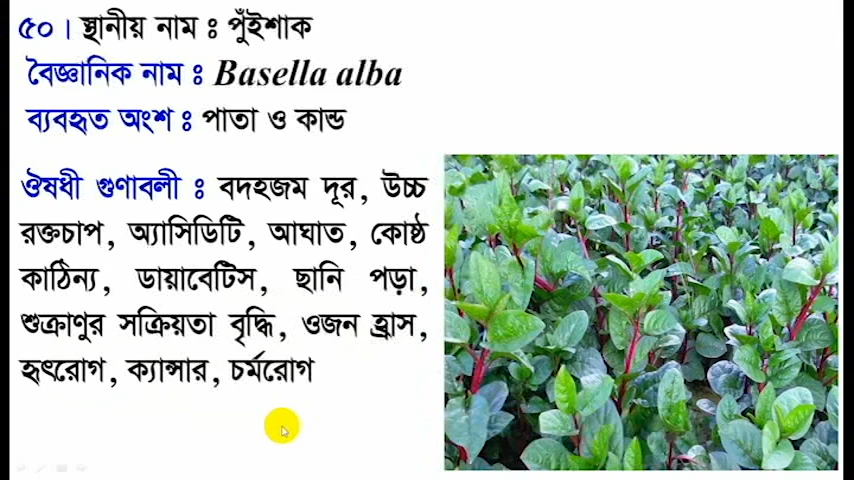 ৫০। স্থানীয় নাম ঃ পুঁইশাক
বৈজ্ঞানিক নাম ঃ Basella alba
ব্যবহৃত অংশ ঃ পাতা ও কান্ড
ঔষধী গুণাবলী ঃ বদহজম দূর, উচ্চ
রক্তচাপ, অ্যাসিডিটি, আঘাত, কোষ্ঠ
কাঠিন্য, ডায়াবেটিস, ছানি পড়া,
শুক্রাণুর সক্রিয়তা বৃদ্ধি, ওজন হ্রাস,
হৃৎরোগ, ক্যান্সার, চর্মরোগ